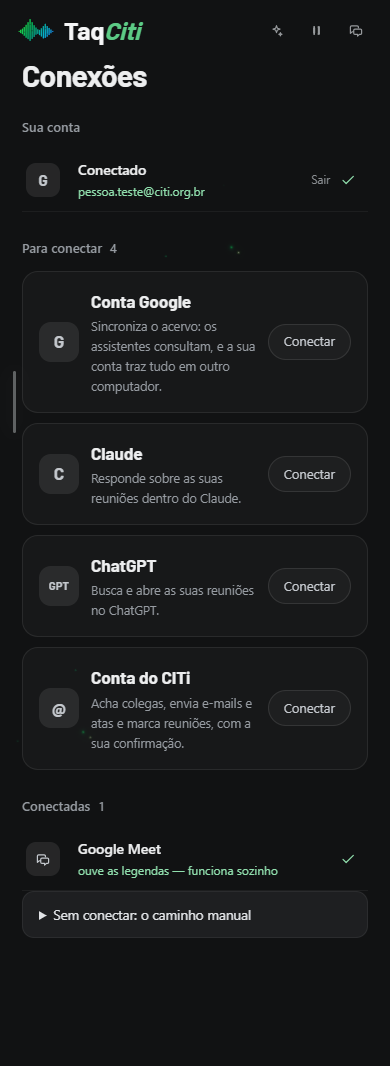 TaqCiti
Conexões
Sua conta
G
Conectado
pessoa.teste@citi.org.br
Sair
Para conectar 4
G
Conta Google
Sincroniza o acervo: os
assistentes consultam, e a sua
conta traz tudo em outro
computador.
Conectar
C
Claude
Responde sobre as suas
reuniões dentro do Claude.
Conectar
GPT
ChatGPT
Busca e abre as suas reuniões
no ChatGPT.
Conectar
@
Conta do CITi
Acha colegas, envia e-mails e
atas e marca reuniões, com a
sua confirmação.
Conectar
Conectadas 1
Google Meet
ouve as legendas — funciona sozinho
Sem conectar: o caminho manual